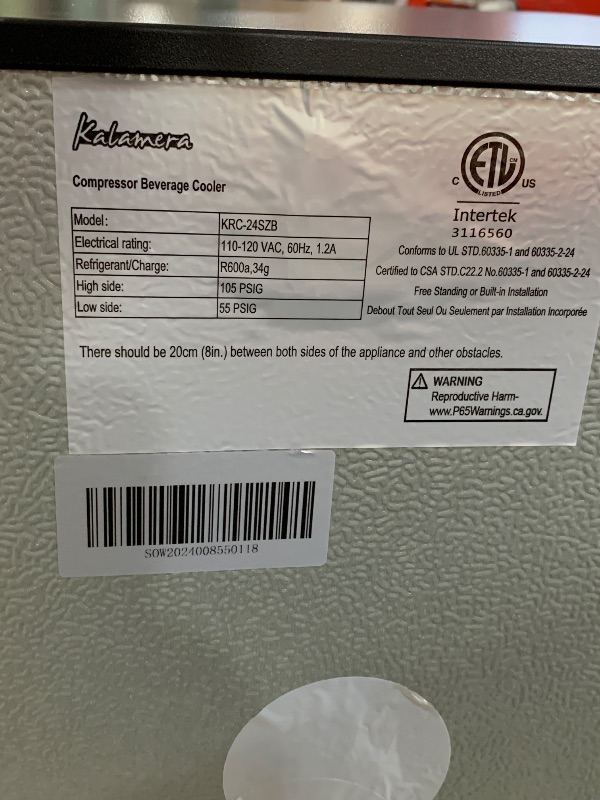 Kalamera
Compressor Beverage Cooler
Model: KRC-24SZB
Electrical rating: 110-120 VAC, 60Hz, 1.2A
Refrigerant/Charge: R600a,34g
High side: 105 PSIG
Low side: 55 PSIG
C ETL CM US
LISTED
Intertek
3116560
Conforms to UL STD.60335-1 and 60335-2-24
Certified to CSA STD.C22.2 No.60335-1 and 60335-2-24
Free Standing or Built-in Installation
Debout Tout Seul Ou Seulement par Installation Incorporée
There should be 20cm (8in.) between both sides of the appliance and other obstacles.
WARNING
Reproductive Harm-
www.P65Warnings.ca.gov.
SOW2024008550118